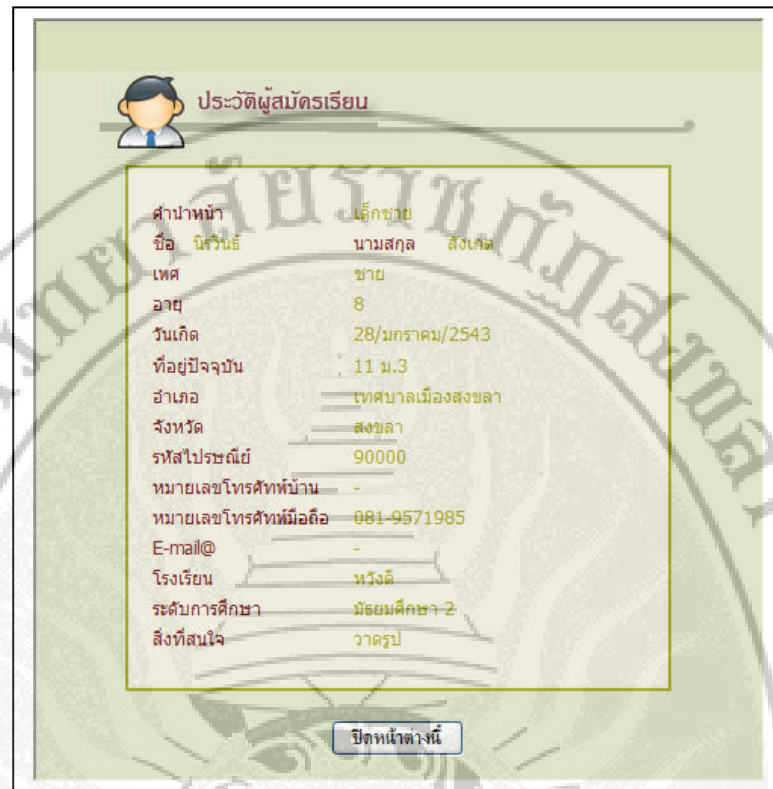 ประวัติผู้สมัครเรียน
คำนำหน้า เด็กชาย
ชื่อ นิรวินธ์ นามสกุล สังเกต
เพศ ชาย
อายุ 8
วันเกิด 28/มกราคม/2543
ที่อยู่ปัจจุบัน 11 ม.3
อำเภอ เทศบาลเมืองสงขลา
จังหวัด สงขลา
รหัสไปรษณีย์ 90000
หมายเลขโทรศัพท์บ้าน -
หมายเลขโทรศัพท์มือถือ 081-9571985
E-mail@ -
โรงเรียน หวังดี
ระดับการศึกษา มัธยมศึกษา 2
สิ่งที่สนใจ วาดรูป
ปิดหน้าต่างนี้